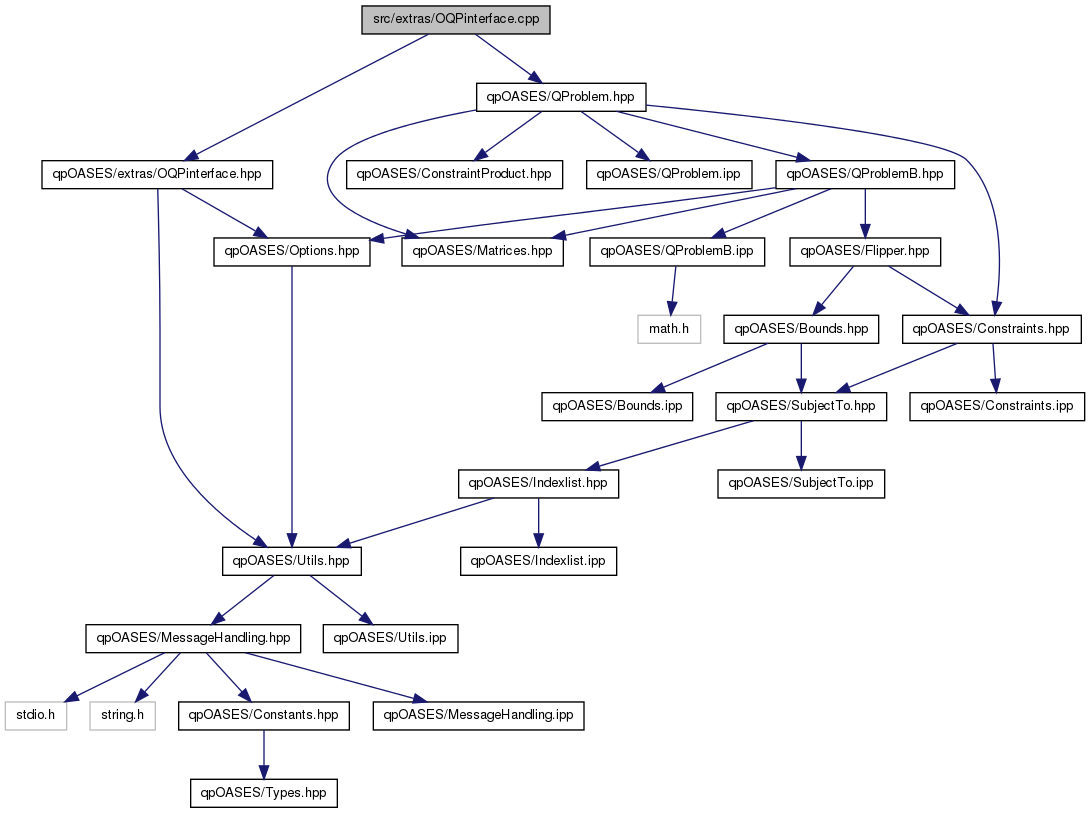 src/extras/OQPinterface.cpp
qpOASES/QProblem.hpp
qpOASES/extras/OQPinterface.hpp
qpOASES/ConstraintProduct.hpp
qpOASES/QProblem.ipp
qpOASES/QProblemB.hpp
qpOASES/Options.hpp
qpOASES/Matrices.hpp
qpOASES/QProblemB.ipp
qpOASES/Flipper.hpp
math.h
qpOASES/Bounds.hpp
qpOASES/Constraints.hpp
qpOASES/Bounds.ipp
qpOASES/SubjectTo.hpp
qpOASES/Constraints.ipp
qpOASES/Indexlist.hpp
qpOASES/SubjectTo.ipp
qpOASES/Utils.hpp
qpOASES/Indexlist.ipp
qpOASES/MessageHandling.hpp
qpOASES/Utils.ipp
stdio.h
string.h
qpOASES/Constants.hpp
qpOASES/MessageHandling.ipp
qpOASES/Types.hpp